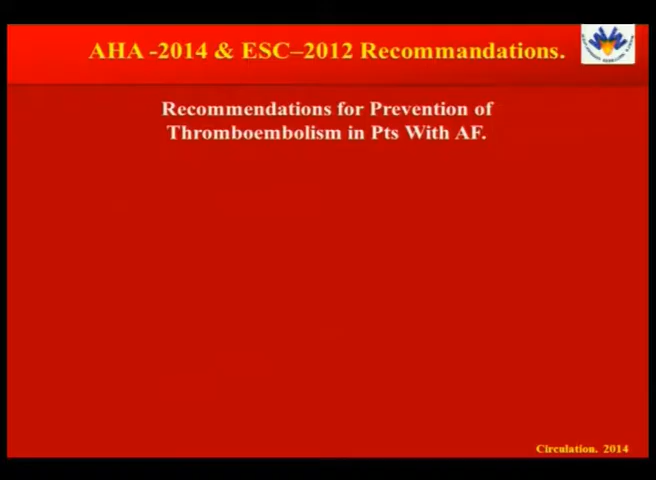 AHA -2014 & ESC–2012 Recommandations.
Recommendations for Prevention of
Thromboembolism in Pts With AF.
Circulation. 2014